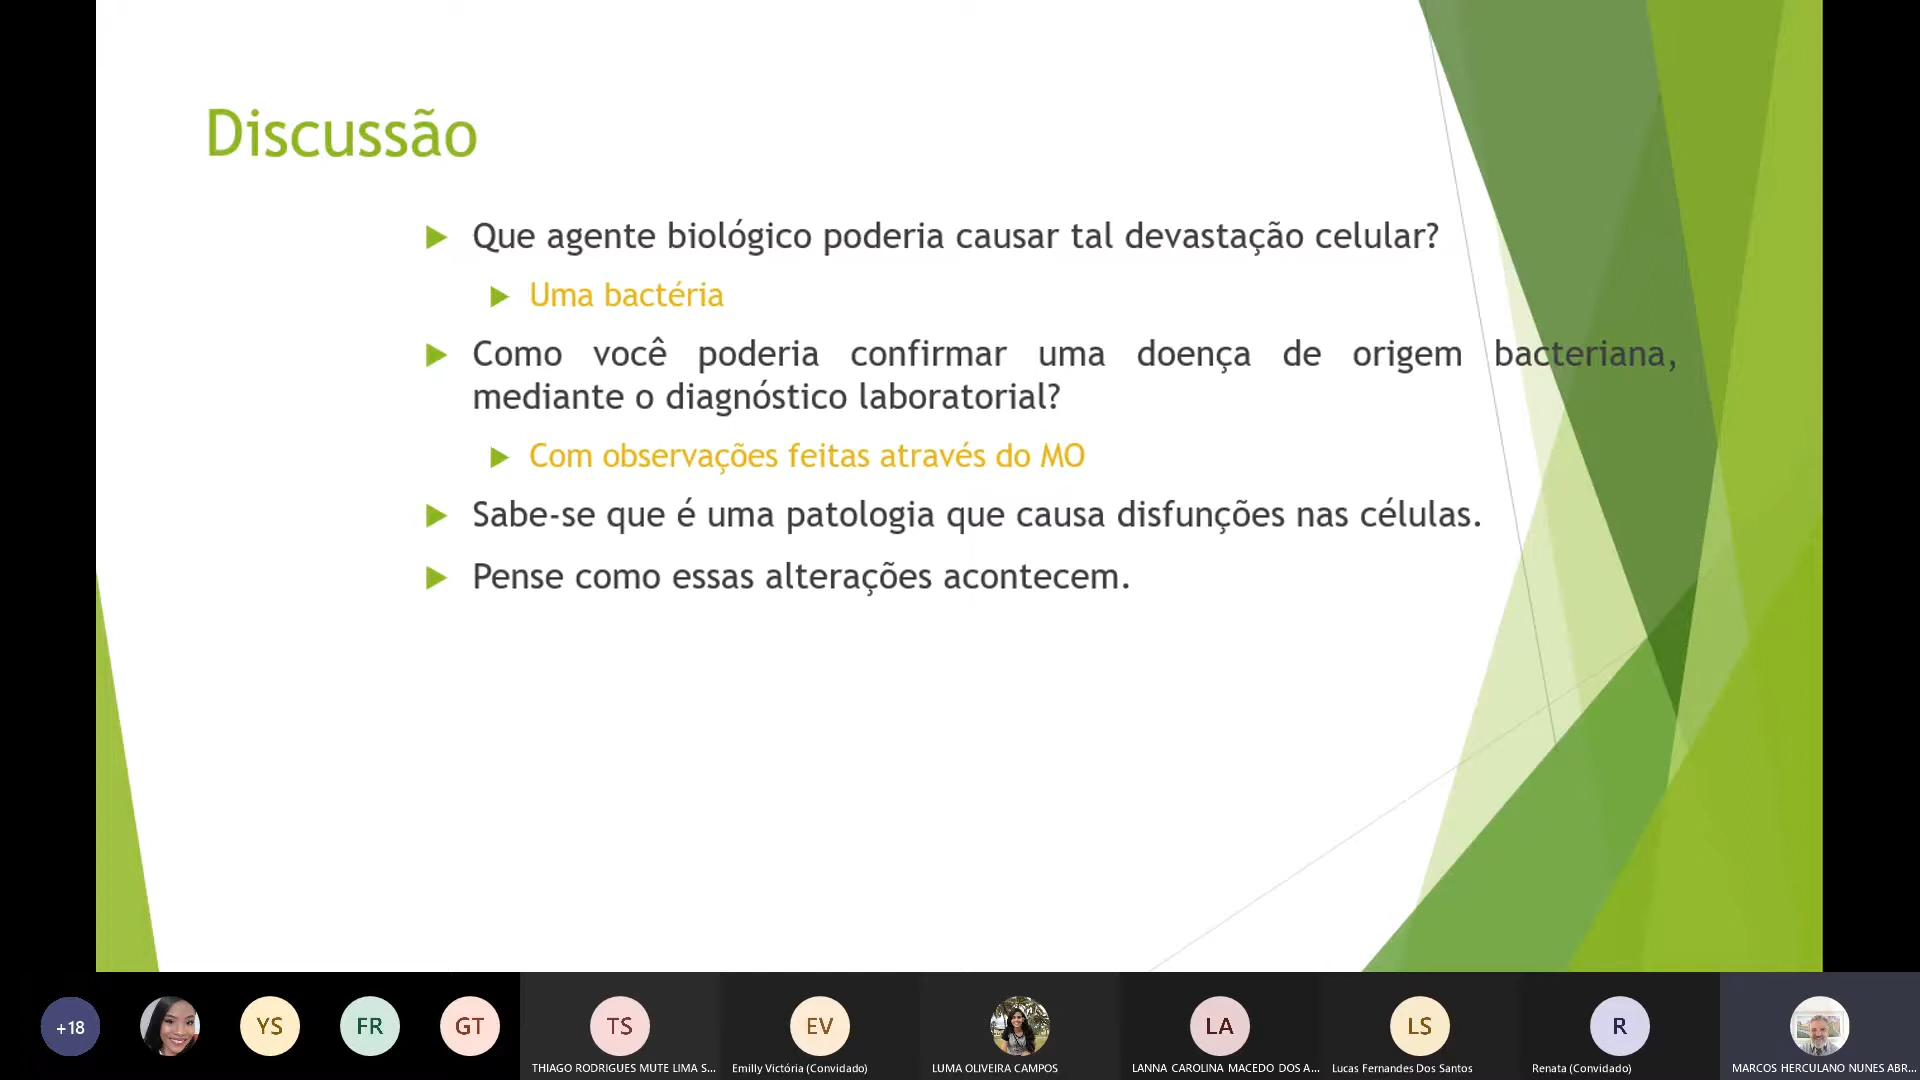 Discussão
Que agente biológico poderia causar tal devastação celular?
Uma bactéria
Como você poderia confirmar uma doença de origem bacteriana,
mediante o diagnóstico laboratorial?
Com observações feitas através do MO
Sabe-se que é uma patologia que causa disfunções nas células.
Pense como essas alterações acontecem.
+18
YS
FR
GT
TS
EV
LA
LS
R
THIAGO RODRIGUES MUTE LIMA S...
Emilly Victória (Convidado)
LUMA OLIVEIRA CAMPOS
LANNA CAROLINA MACEDO DOS A...
Lucas Fernandes Dos Santos
Renata (Convidado)
MARCOS HERCULANO NUNES ABR...